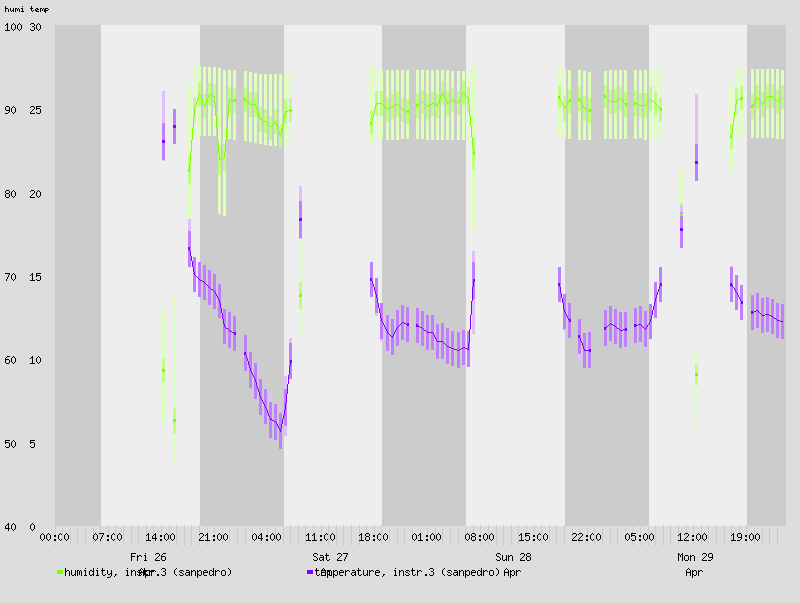 humi temp
100 30
90 25
80 20
70 15
60 10
50 5
40 0
00:00 07:00 14:00 21:00 04:00 11:00 18:00 01:00 08:00 15:00 22:00 05:00 12:00 19:00
Fri 26 Sat 27 Sun 28 Mon 29
Apr Apr Apr Apr
humidity, instr.3 (sanpedro) temperature, instr.3 (sanpedro)